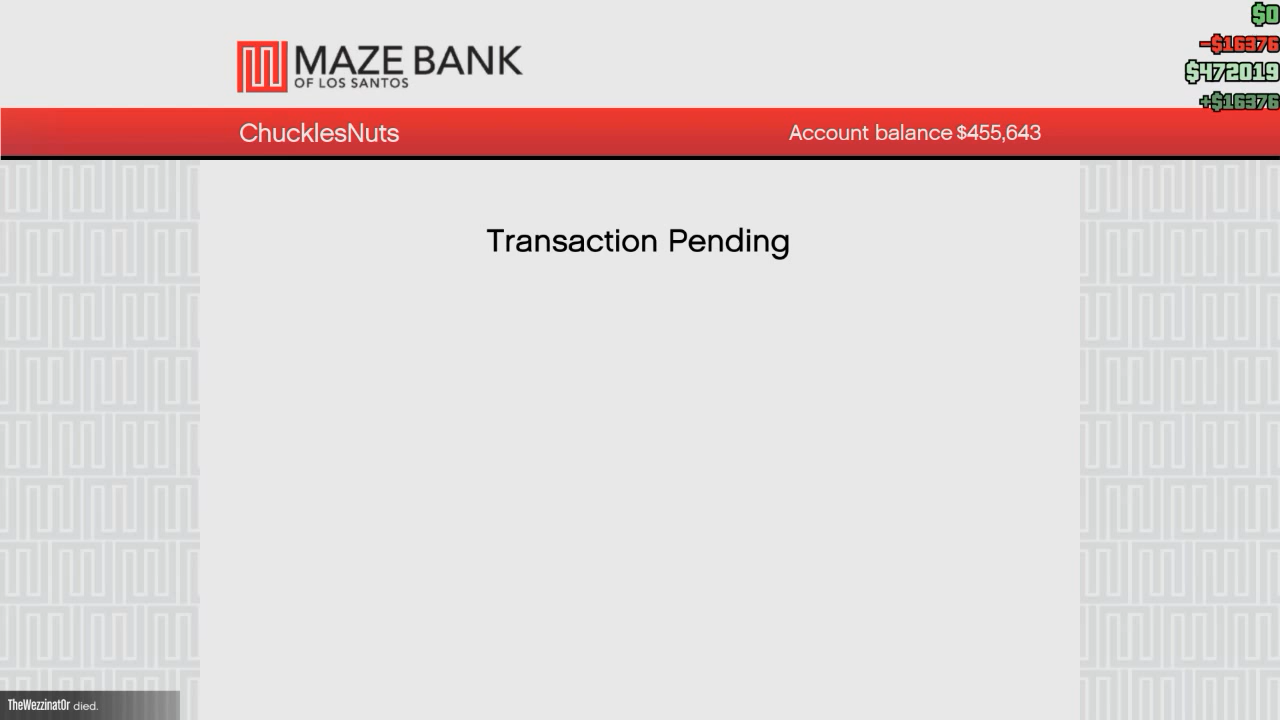 $0
-$16376
MAZE BANK
OF LOS SANTOS
$472019
+$16376
ChucklesNuts
Account balance $455,643
Transaction Pending
TheWezzinat0r died.